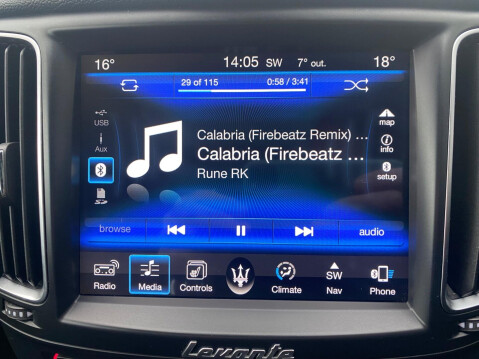 16° 14:05 SW 7° out. 18°
29 of 115 0:58 / 3:41
USB
Aux
Calabria (Firebeatz Remix) ...
Calabria (Firebeatz ...
Rune RK
map
info
setup
browse audio
Radio Media Controls Climate SW Nav Phone
Levante